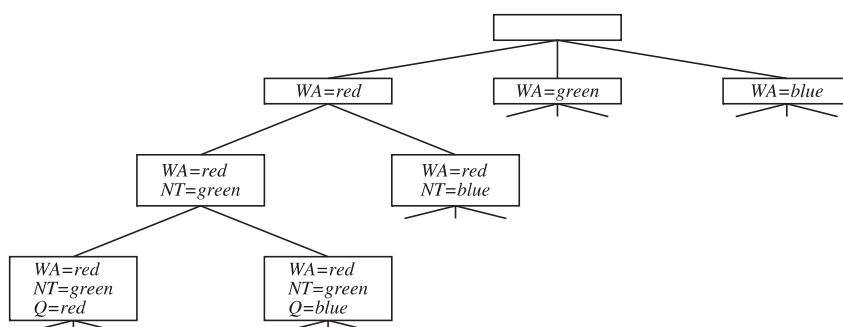 WA=red
WA=green
WA=blue
WA=red
NT=green
WA=red
NT=blue
WA=red
NT=green
Q=red
WA=red
NT=green
Q=blue